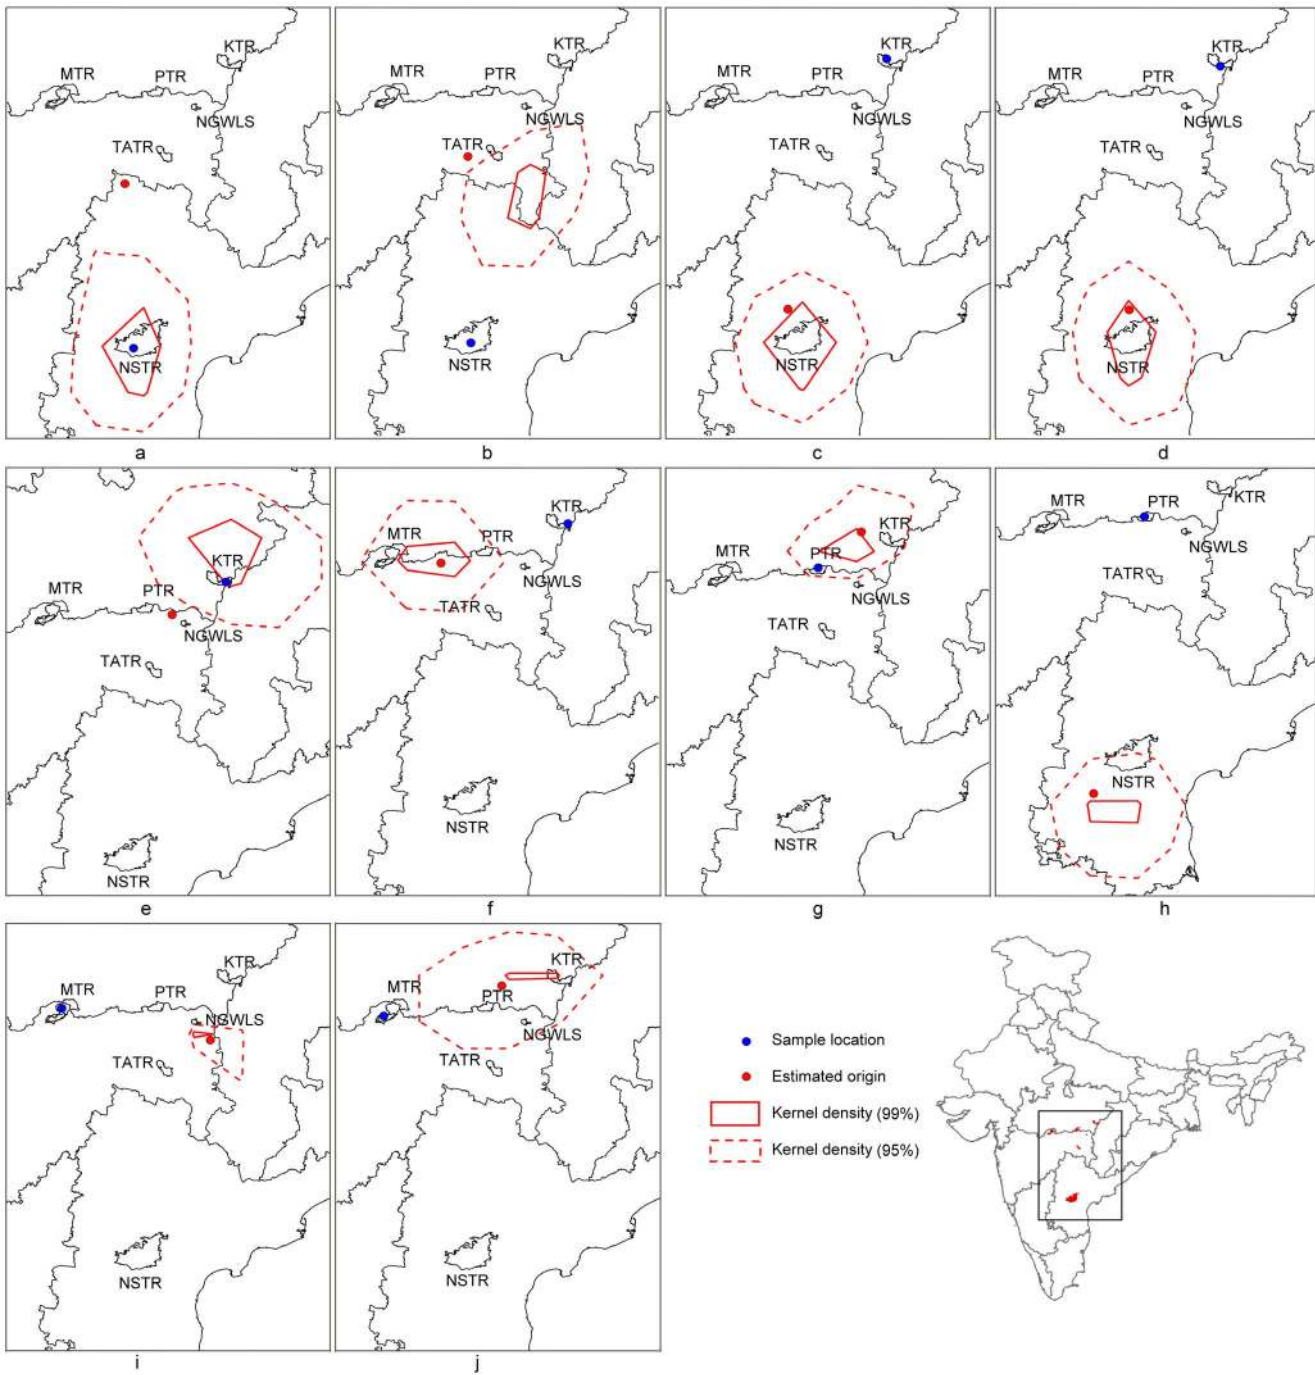 KTR
MTR
PTR
NGWLS
TATR
NSTR
a
KTR
MTR
PTR
NGWLS
TATR
NSTR
b
KTR
MTR
PTR
NGWLS
TATR
NSTR
c
KTR
MTR
PTR
NGWLS
TATR
NSTR
d
KTR
MTR
PTR
NGWLS
TATR
NSTR
e
KTR
MTR
PTR
NGWLS
TATR
NSTR
f
KTR
MTR
PTR
NGWLS
TATR
NSTR
g
KTR
MTR
PTR
NGWLS
TATR
NSTR
h
KTR
MTR
PTR
NGWLS
TATR
NSTR
i
KTR
MTR
PTR
NGWLS
TATR
NSTR
j
Sample location
Estimated origin
Kernel density (99%)
Kernel density (95%)